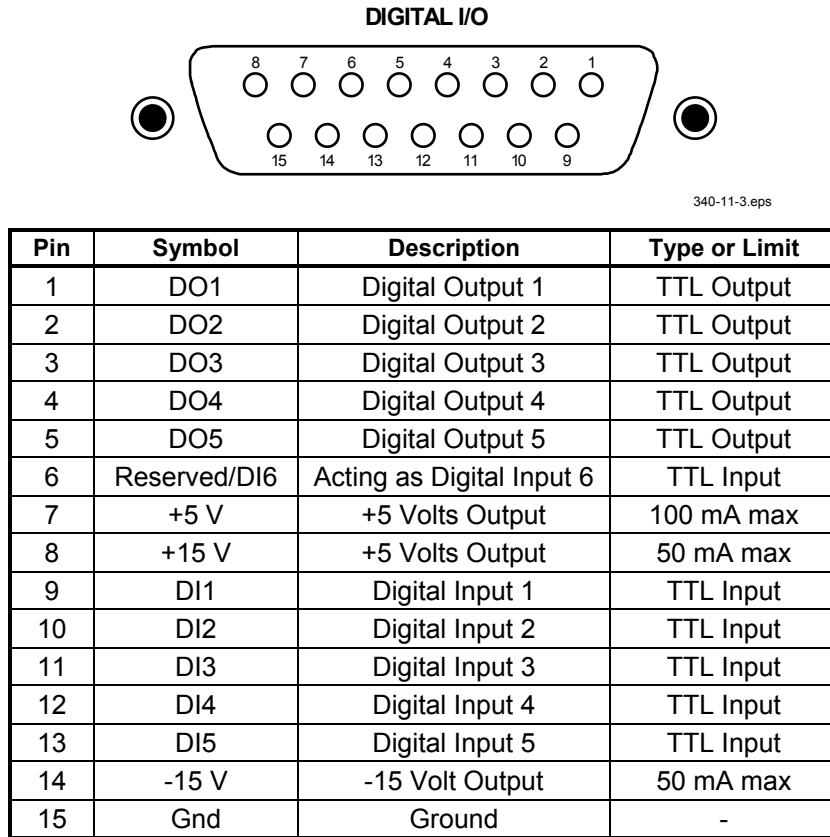 DIGITAL I/O
8 7 6 5 4 3 2 1
15 14 13 12 11 10 9
340-11-3.eps
Pin Symbol Description Type or Limit
1 DO1 Digital Output 1 TTL Output
2 DO2 Digital Output 2 TTL Output
3 DO3 Digital Output 3 TTL Output
4 DO4 Digital Output 4 TTL Output
5 DO5 Digital Output 5 TTL Output
6 Reserved/DI6 Acting as Digital Input 6 TTL Input
7 +5 V +5 Volts Output 100 mA max
8 +15 V +5 Volts Output 50 mA max
9 DI1 Digital Input 1 TTL Input
10 DI2 Digital Input 2 TTL Input
11 DI3 Digital Input 3 TTL Input
12 DI4 Digital Input 4 TTL Input
13 DI5 Digital Input 5 TTL Input
14 -15 V -15 Volt Output 50 mA max
15 Gnd Ground -